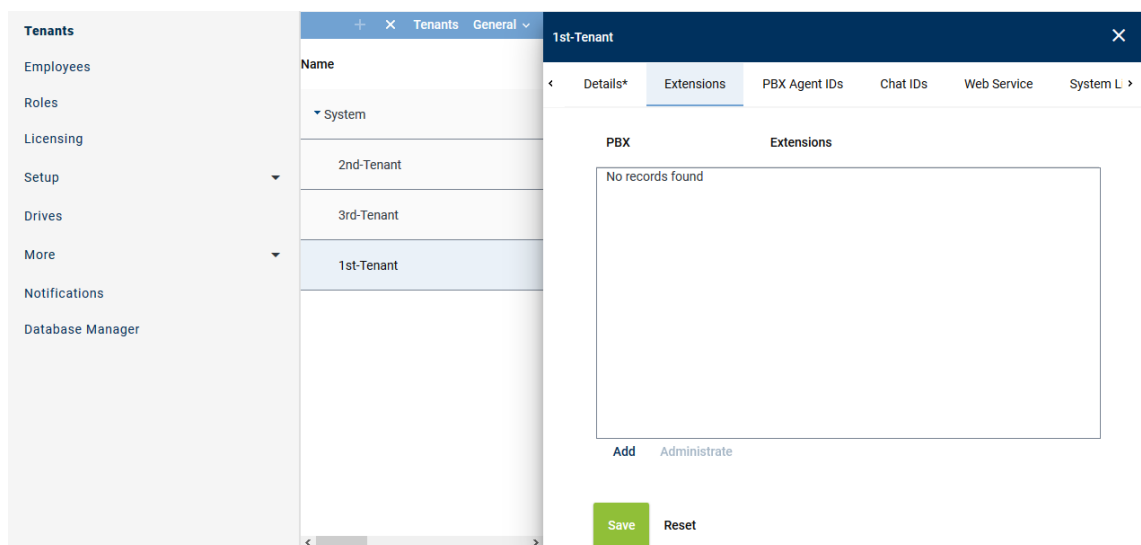 Tenants
Employees
Roles
Licensing
Setup
Drives
More
Notifications
Database Manager
+ × Tenants General
Name
System
2nd-Tenant
3rd-Tenant
1st-Tenant
1st-Tenant
Details* Extensions PBX Agent IDs Chat IDs Web Service System
PBX Extensions
No records found
Add Administrate
Save Reset